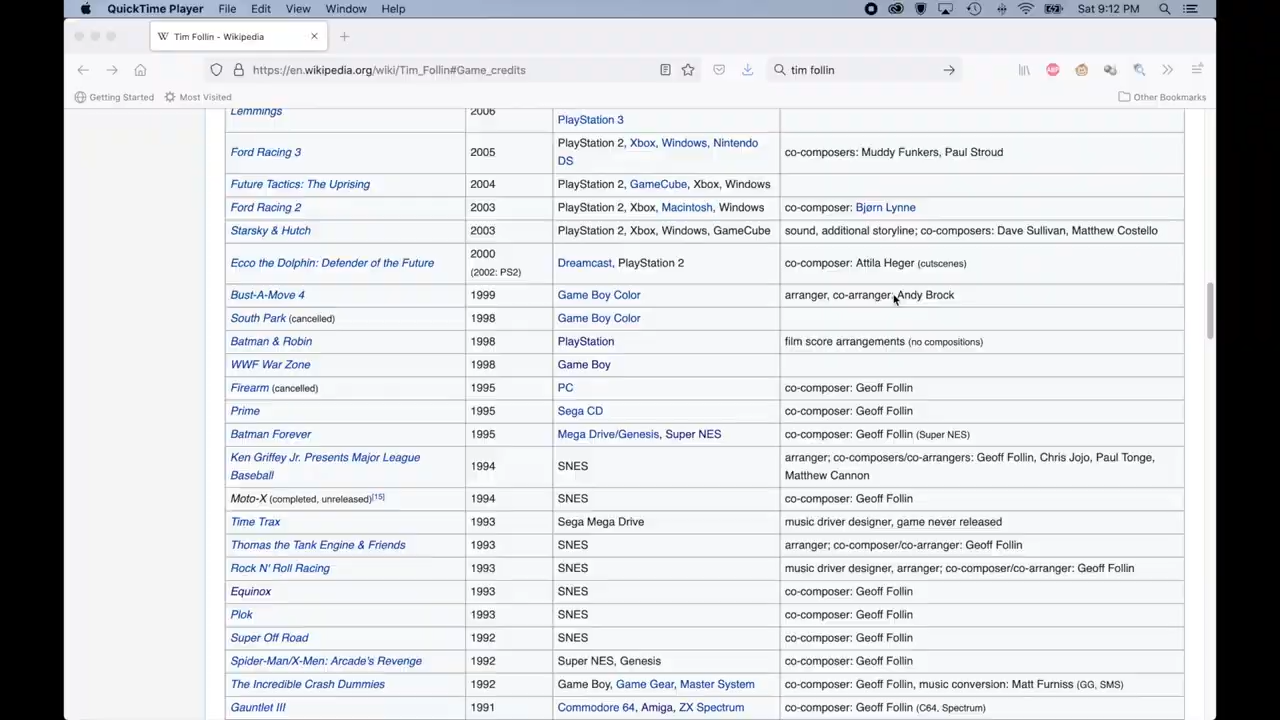 QuickTime Player File Edit View Window Help Sat 9:12 PM
Tim Follin - Wikipedia
https://en.wikipedia.org/wiki/Tim_Follin#Game_credits tim follin
Getting Started Most Visited Other Bookmarks
Lemmings 2006 PlayStation 3
Ford Racing 3 2005 PlayStation 2, Xbox, Windows, Nintendo DS co-composers: Muddy Funkers, Paul Stroud
Future Tactics: The Uprising 2004 PlayStation 2, GameCube, Xbox, Windows
Ford Racing 2 2003 PlayStation 2, Xbox, Macintosh, Windows co-composer: Bjørn Lynne
Starsky & Hutch 2003 PlayStation 2, Xbox, Windows, GameCube sound, additional storyline; co-composers: Dave Sullivan, Matthew Costello
Ecco the Dolphin: Defender of the Future 2000 (2002: PS2) Dreamcast, PlayStation 2 co-composer: Attila Heger (cutscenes)
Bust-A-Move 4 1999 Game Boy Color arranger, co-arranger: Andy Brock
South Park (cancelled) 1998 Game Boy Color
Batman & Robin 1998 PlayStation film score arrangements (no compositions)
WWF War Zone 1998 Game Boy
Firearm (cancelled) 1995 PC co-composer: Geoff Follin
Prime 1995 Sega CD co-composer: Geoff Follin
Batman Forever 1995 Mega Drive/Genesis, Super NES co-composer: Geoff Follin (Super NES)
Ken Griffey Jr. Presents Major League Baseball 1994 SNES arranger; co-composers/co-arrangers: Geoff Follin, Chris Jojo, Paul Tonge, Matthew Cannon
Moto-X (completed, unreleased)[15] 1994 SNES co-composer: Geoff Follin
Time Trax 1993 Sega Mega Drive music driver designer, game never released
Thomas the Tank Engine & Friends 1993 SNES arranger; co-composer/co-arranger: Geoff Follin
Rock N' Roll Racing 1993 SNES music driver designer, arranger; co-composer/co-arranger: Geoff Follin
Equinox 1993 SNES co-composer: Geoff Follin
Plok 1993 SNES co-composer: Geoff Follin
Super Off Road 1992 SNES co-composer: Geoff Follin
Spider-Man/X-Men: Arcade's Revenge 1992 Super NES, Genesis co-composer: Geoff Follin
The Incredible Crash Dummies 1992 Game Boy, Game Gear, Master System co-composer: Geoff Follin, music conversion: Matt Furniss (GG, SMS)
Gauntlet III 1991 Commodore 64, Amiga, ZX Spectrum co-composer: Geoff Follin (C64, Spectrum)